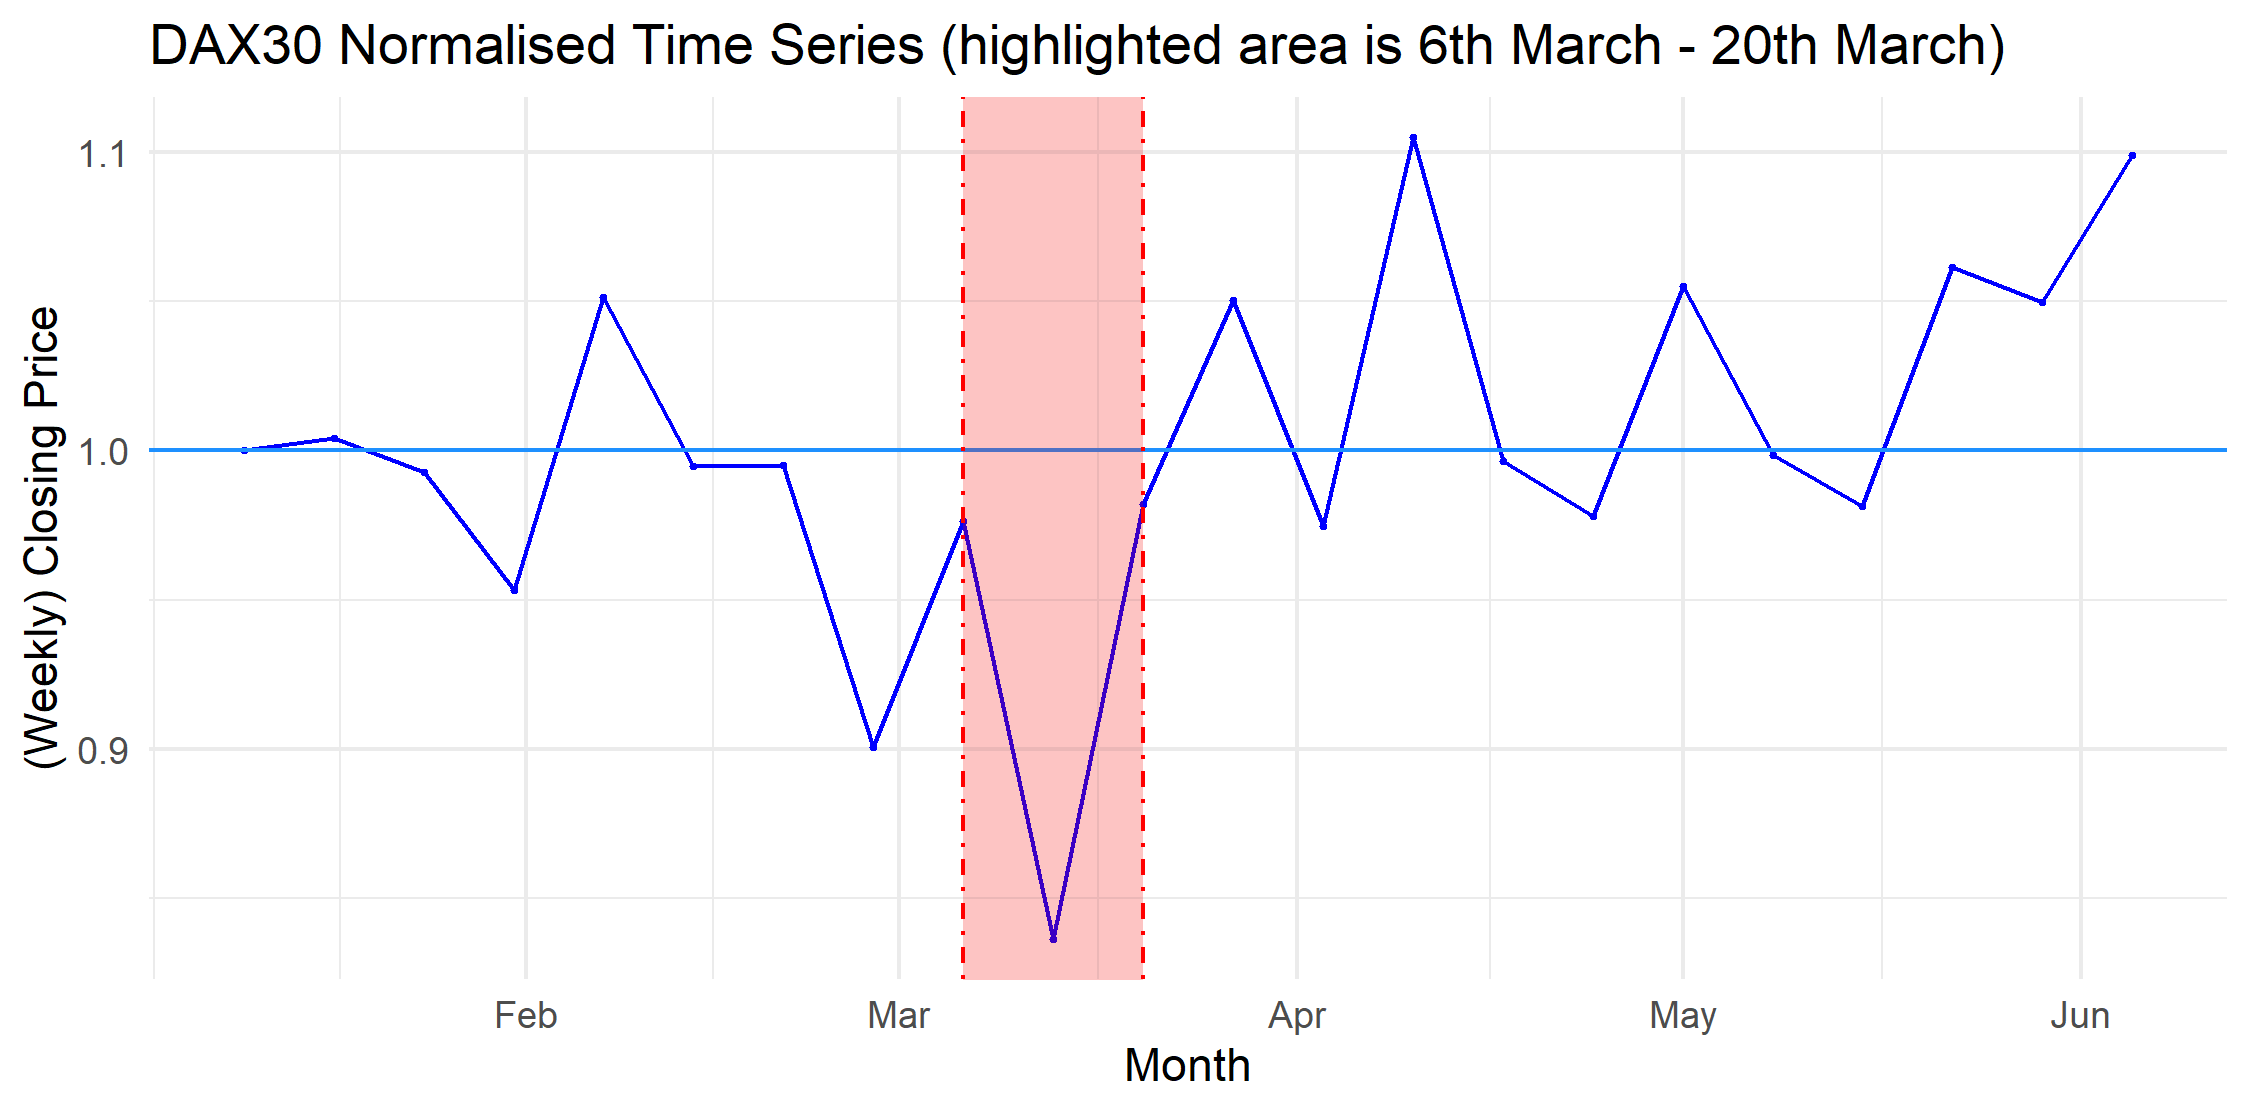 DAX30 Normalised Time Series (highlighted area is 6th March - 20th March)
(Weekly) Closing Price
1.1
1.0
0.9
Feb Mar Apr May Jun
Month